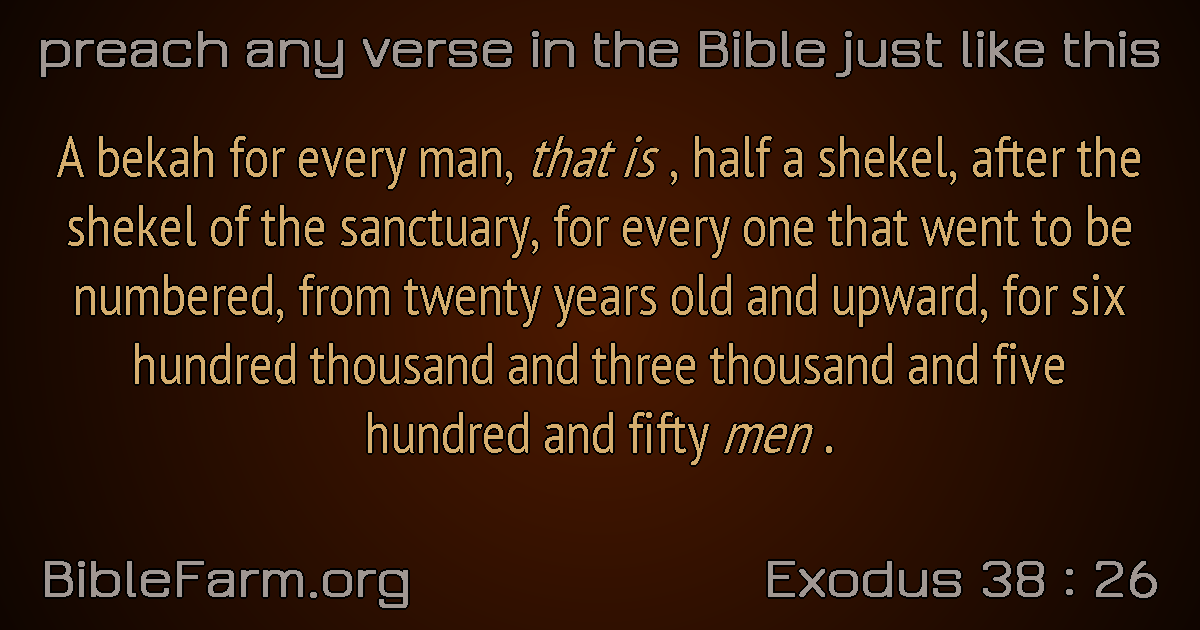 preach any verse in the Bible just like this
A bekah for every man, that is , half a shekel, after the
shekel of the sanctuary, for every one that went to be
numbered, from twenty years old and upward, for six
hundred thousand and three thousand and five
hundred and fifty men .
BibleFarm.org
Exodus 38 : 26